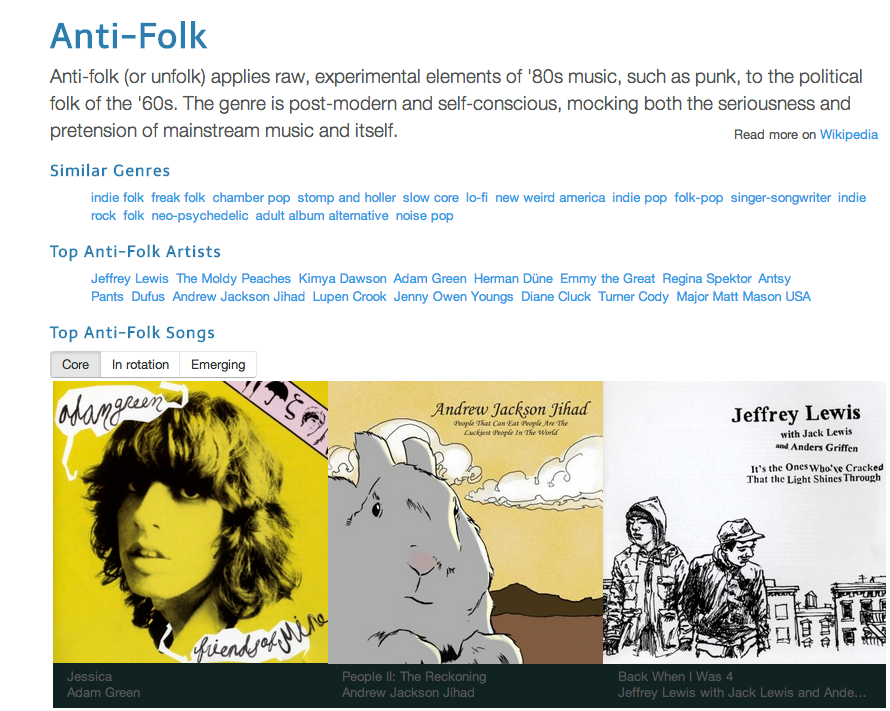 Anti-Folk
Anti-folk (or unfolk) applies raw, experimental elements of '80s music, such as punk, to the political
folk of the '60s. The genre is post-modern and self-conscious, mocking both the seriousness and
pretension of mainstream music and itself.
Read more on Wikipedia
Similar Genres
indie folk freak folk chamber pop stomp and holler slow core lo-fi new weird america indie pop folk-pop singer-songwriter indie
rock folk neo-psychedelic adult album alternative noise pop
Top Anti-Folk Artists
Jeffrey Lewis The Moldy Peaches Kimya Dawson Adam Green Herman Düne Emmy the Great Regina Spektor Antsy
Pants Dufus Andrew Jackson Jihad Lupen Crook Jenny Owen Youngs Diane Cluck Turner Cody Major Matt Mason USA
Top Anti-Folk Songs
Core In rotation Emerging
adam green
friends of Mine
Andrew Jackson Jihad
People That Can Eat People Are The
Luckiest People In The World
Jeffrey Lewis
with Jack Lewis
and Anders Griffen
It's the Ones Who've Cracked
That the Light Shines Through
Jessica
Adam Green
People II: The Reckoning
Andrew Jackson Jihad
Back When I Was 4
Jeffrey Lewis with Jack Lewis and Ande...